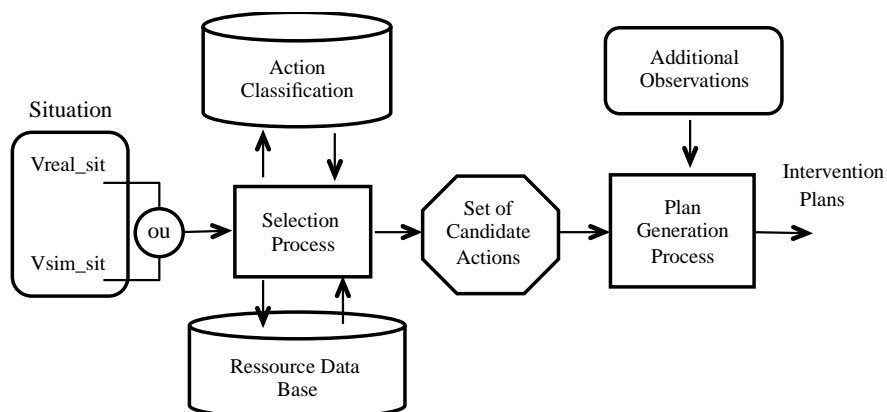 Situation
Vreal_sit
Vsim_sit
ou
Action
Classification
Selection
Process
Ressource Data
Base
Set of
Candidate
Actions
Additional
Observations
Plan
Generation
Process
Intervention
Plans